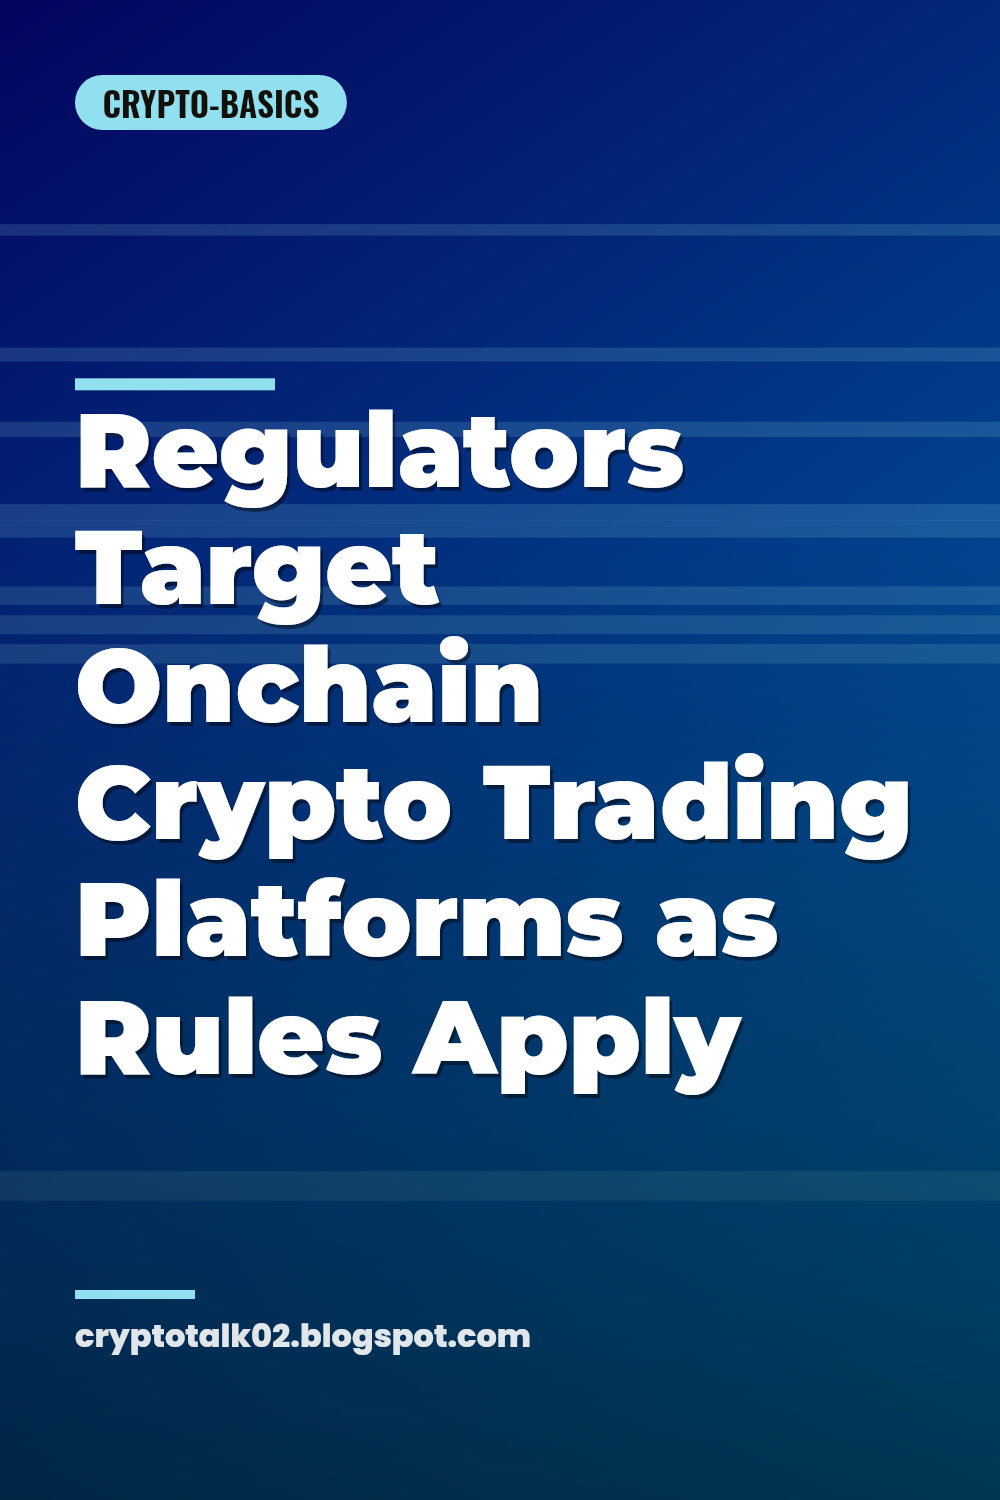 CRYPTO-BASICS
Regulators
Target
Onchain
Crypto Trading
Platforms as
Rules Apply
cryptotalk02.blogspot.com